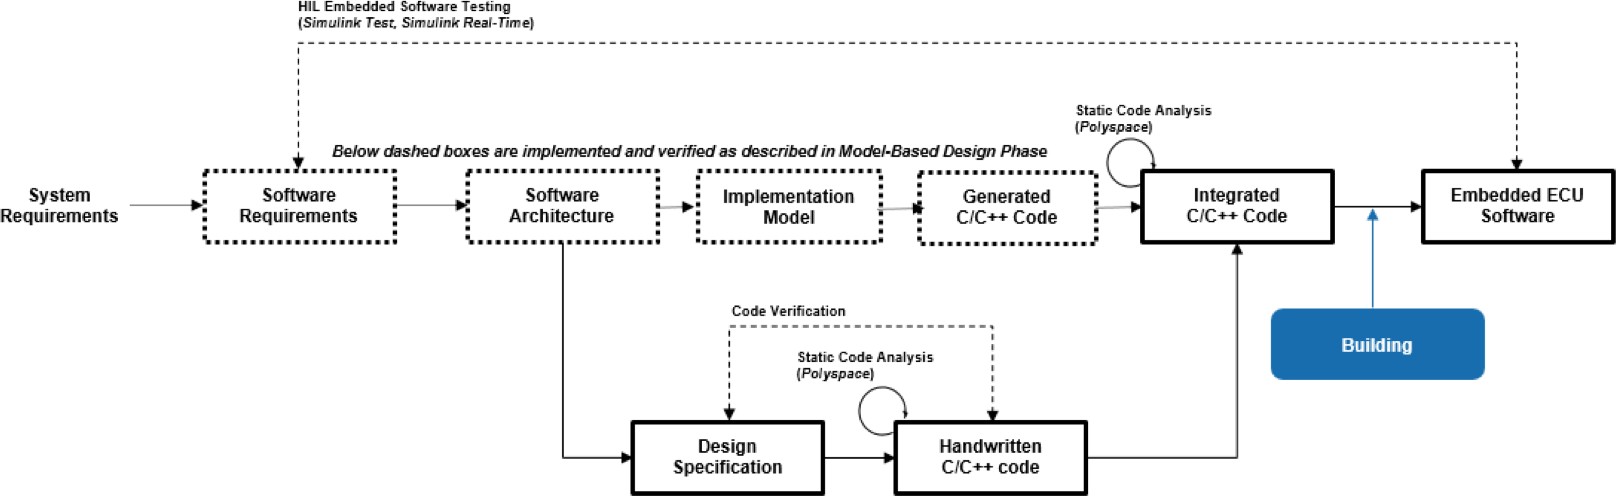 HIL Embedded Software Testing
(Simulink Test, Simulink Real-Time)
Static Code Analysis
(Polyspace)
Below dashed boxes are implemented and verified as described in Model-Based Design Phase
System
Requirements
Software
Requirements
Software
Architecture
Implementation
Model
Generated
C/C++ Code
Integrated
C/C++ Code
Embedded ECU
Software
Code Verification
Building
Static Code Analysis
(Polyspace)
Design
Specification
Handwritten
C/C++ code